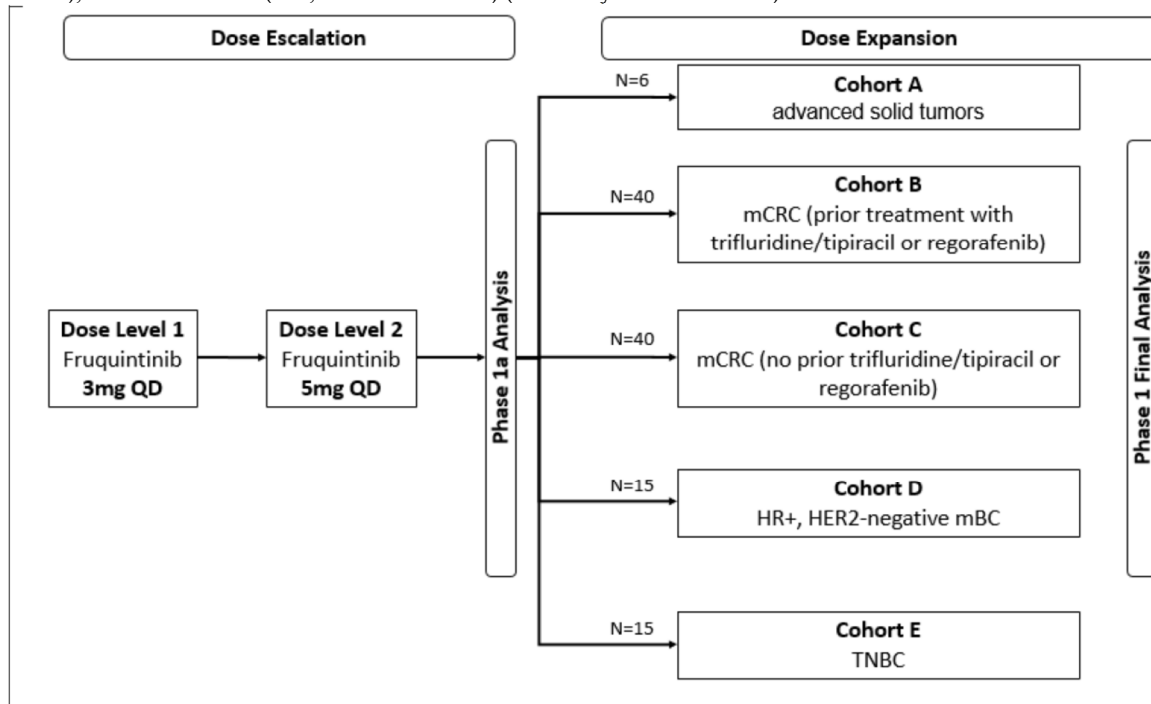 Dose Escalation
Dose Expansion
Dose Level 1
Fruquintinib
3mg QD
Dose Level 2
Fruquintinib
5mg QD
Phase 1a Analysis
N=6
Cohort A
advanced solid tumors
N=40
Cohort B
mCRC (prior treatment with
trifluridine/tipiracil or regorafenib)
N=40
Cohort C
mCRC (no prior trifluridine/tipiracil or
regorafenib)
N=15
Cohort D
HR+, HER2-negative mBC
N=15
Cohort E
TNBC
Phase 1 Final Analysis